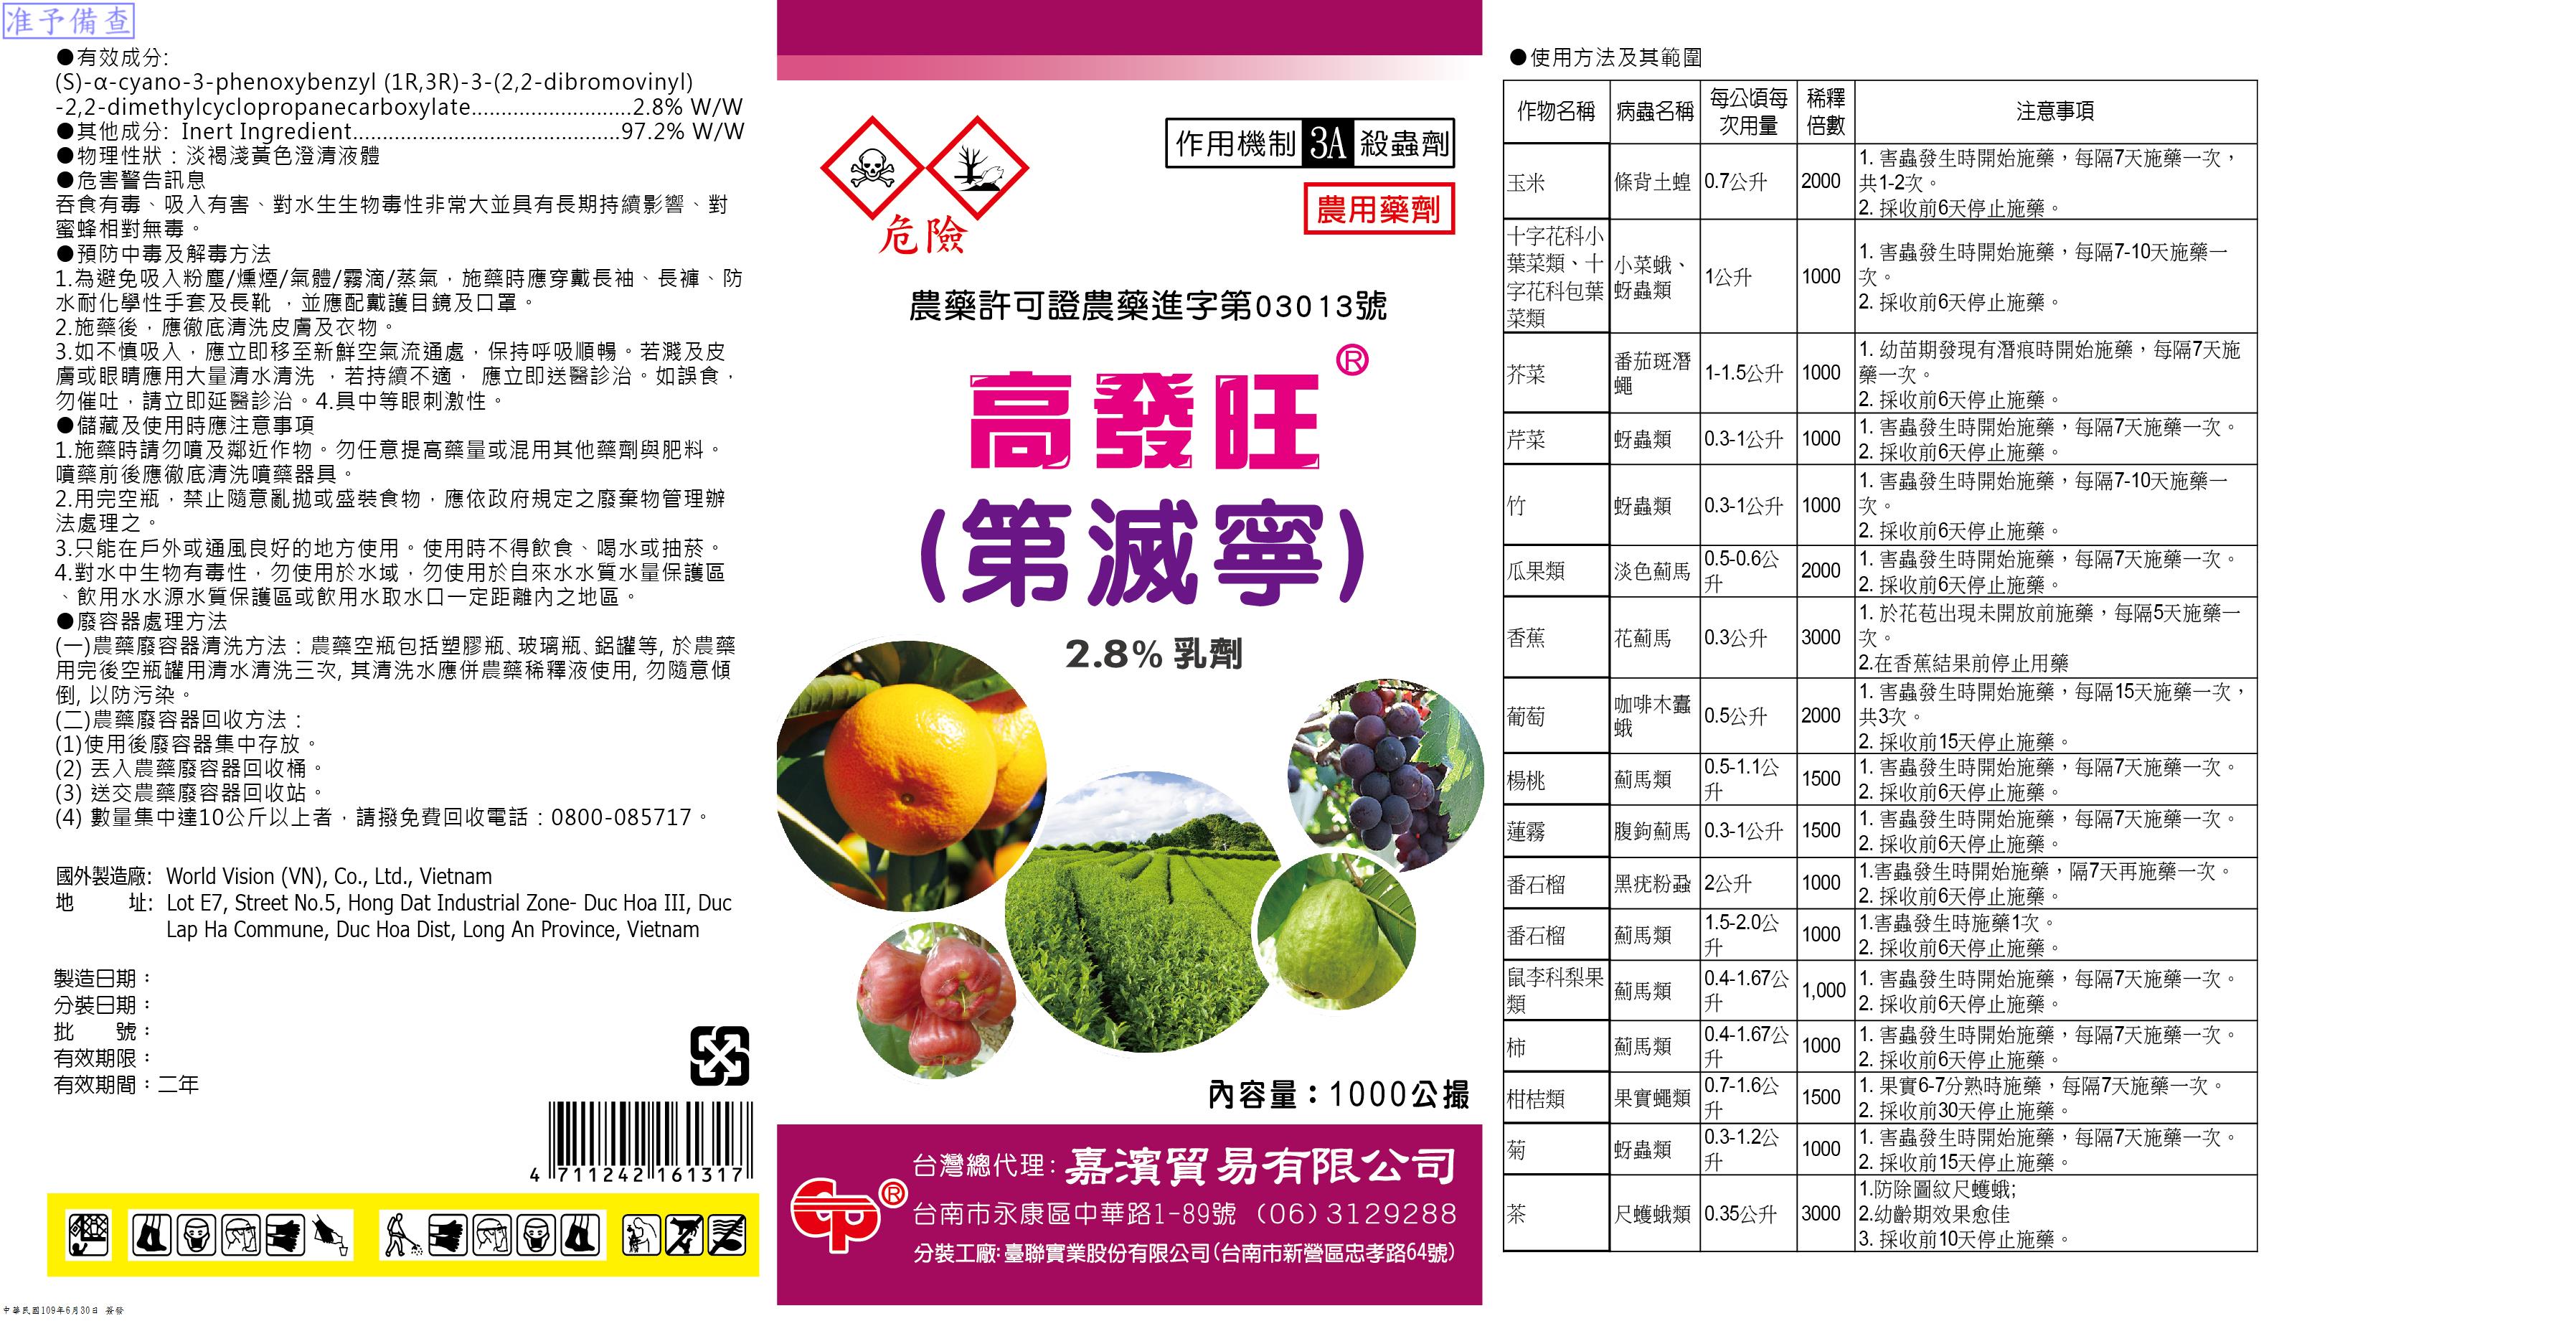 准予備查
●有效成分:
(S)-α-cyano-3-phenoxybenzyl (1R,3R)-3-(2,2-dibromovinyl)
-2,2-dimethylcyclopropanecarboxylate...........................2.8% W/W
●其他成分: Inert Ingredient.............................................97.2% W/W
●物理性狀：淡褐淺黃色澄清液體
●危害警告訊息
吞食有毒、吸入有害、對水生生物毒性非常大並具有長期持續影響、對
蜜蜂相對無毒。
●預防中毒及解毒方法
1.為避免吸入粉塵/燻煙/氣體/霧滴/蒸氣，施藥時應穿戴長袖、長褲、防
水耐化學性手套及長靴 ，並應配戴護目鏡及口罩。
2.施藥後，應徹底清洗皮膚及衣物。
3.如不慎吸入，應立即移至新鮮空氣流通處，保持呼吸順暢。若濺及皮
膚或眼睛應用大量清水清洗 ，若持續不適， 應立即送醫診治。如誤食，
勿催吐，請立即延醫診治。4.具中等眼刺激性。
●儲藏及使用時應注意事項
1.施藥時請勿噴及鄰近作物。勿任意提高藥量或混用其他藥劑與肥料。
噴藥前後應徹底清洗噴藥器具。
2.用完空瓶，禁止隨意亂拋或盛裝食物，應依政府規定之廢棄物管理辦
法處理之。
3.只能在戶外或通風良好的地方使用。使用時不得飲食、喝水或抽菸。
4.對水中生物有毒性，勿使用於水域，勿使用於自來水水質水量保護區
、飲用水水源水質保護區或飲用水取水口一定距離內之地區。
●廢容器處理方法
(一)農藥廢容器清洗方法：農藥空瓶包括塑膠瓶、玻璃瓶、鋁罐等, 於農藥
用完後空瓶罐用清水清洗三次, 其清洗水應併農藥稀釋液使用, 勿隨意傾
倒, 以防污染。
(二)農藥廢容器回收方法：
(1)使用後廢容器集中存放。
(2) 丟入農藥廢容器回收桶。
(3) 送交農藥廢容器回收站。
(4) 數量集中達10公斤以上者，請撥免費回收電話：0800-085717。
國外製造廠: World Vision (VN), Co., Ltd., Vietnam
地 址: Lot E7, Street No.5, Hong Dat Industrial Zone- Duc Hoa III, Duc
Lap Ha Commune, Duc Hoa Dist, Long An Province, Vietnam
製造日期：
分裝日期：
批 號：
有效期限：
有效期間：二年
4 711242 161317
中華民國109年6月30日 簽發
作用機制 3A 殺蟲劑
農用藥劑
危險
農藥許可證農藥進字第03013號
高發旺®
(第滅寧)
2.8% 乳劑
內容量：1000公撮
CP®
台灣總代理: 嘉濱貿易有限公司
台南市永康區中華路1-89號 (06)3129288
分裝工廠:臺聯實業股份有限公司(台南市新營區忠孝路64號)
●使用方法及其範圍
作物名稱 病蟲名稱 每公頃每次用量 稀釋倍數 注意事項
玉米 條背土蝗 0.7公升 2000 1. 害蟲發生時開始施藥，每隔7天施藥一次，
共1-2次。
2. 採收前6天停止施藥。
十字花科小葉菜類、十字花科包葉菜類 小菜蛾、蚜蟲類 1公升 1000 1. 害蟲發生時開始施藥，每隔7-10天施藥一
次。
2. 採收前6天停止施藥。
芥菜 番茄斑潛蠅 1-1.5公升 1000 1. 幼苗期發現有潛痕時開始施藥，每隔7天施
藥一次。
2. 採收前6天停止施藥。
芹菜 蚜蟲類 0.3-1公升 1000 1. 害蟲發生時開始施藥，每隔7天施藥一次。
2. 採收前6天停止施藥。
竹 蚜蟲類 0.3-1公升 1000 1. 害蟲發生時開始施藥，每隔7-10天施藥一
次。
2. 採收前6天停止施藥。
瓜果類 淡色薊馬 0.5-0.6公升 2000 1. 害蟲發生時開始施藥，每隔7天施藥一次。
2. 採收前6天停止施藥。
香蕉 花薊馬 0.3公升 3000 1. 於花苞出現未開放前施藥，每隔5天施藥一
次。
2.在香蕉結果前停止用藥
葡萄 咖啡木蠹蛾 0.5公升 2000 1. 害蟲發生時開始施藥，每隔15天施藥一次，
共3次。
2. 採收前15天停止施藥。
楊桃 薊馬類 0.5-1.1公升 1500 1. 害蟲發生時開始施藥，每隔7天施藥一次。
2. 採收前6天停止施藥。
蓮霧 腹鉤薊馬 0.3-1公升 1500 1. 害蟲發生時開始施藥，每隔7天施藥一次。
2. 採收前6天停止施藥。
番石榴 黑疣粉蝨 2公升 1000 1.害蟲發生時開始施藥，隔7天再施藥一次。
2. 採收前6天停止施藥。
番石榴 薊馬類 1.5-2.0公升 1000 1.害蟲發生時施藥1次。
2. 採收前6天停止施藥。
鼠李科梨果類 薊馬類 0.4-1.67公升 1,000 1. 害蟲發生時開始施藥，每隔7天施藥一次。
2. 採收前6天停止施藥。
柿 薊馬類 0.4-1.67公升 1000 1. 害蟲發生時開始施藥，每隔7天施藥一次。
2. 採收前6天停止施藥。
柑桔類 果實蠅類 0.7-1.6公升 1500 1. 果實6-7分熟時施藥，每隔7天施藥一次。
2. 採收前30天停止施藥。
菊 蚜蟲類 0.3-1.2公升 1000 1. 害蟲發生時開始施藥，每隔7天施藥一次。
2. 採收前15天停止施藥。
茶 尺蠖蛾類 0.35公升 3000 1.防除圖紋尺蠖蛾;
2.幼齡期效果愈佳
3. 採收前10天停止施藥。